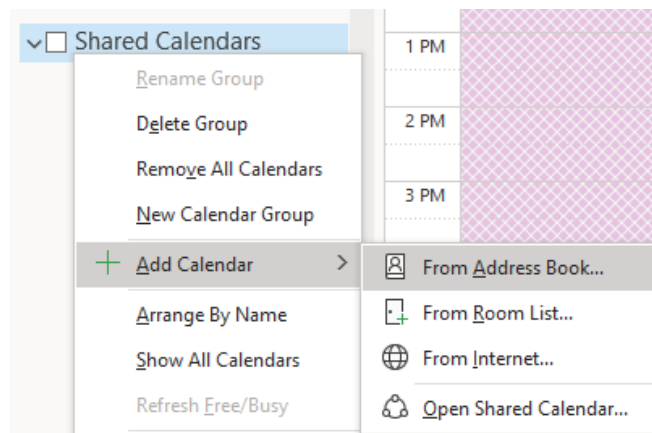 Shared Calendars
Rename Group
Delete Group
Remove All Calendars
New Calendar Group
Add Calendar
Arrange By Name
Show All Calendars
Refresh Free/Busy
1 PM
2 PM
3 PM
From Address Book...
From Room List...
From Internet...
Open Shared Calendar...